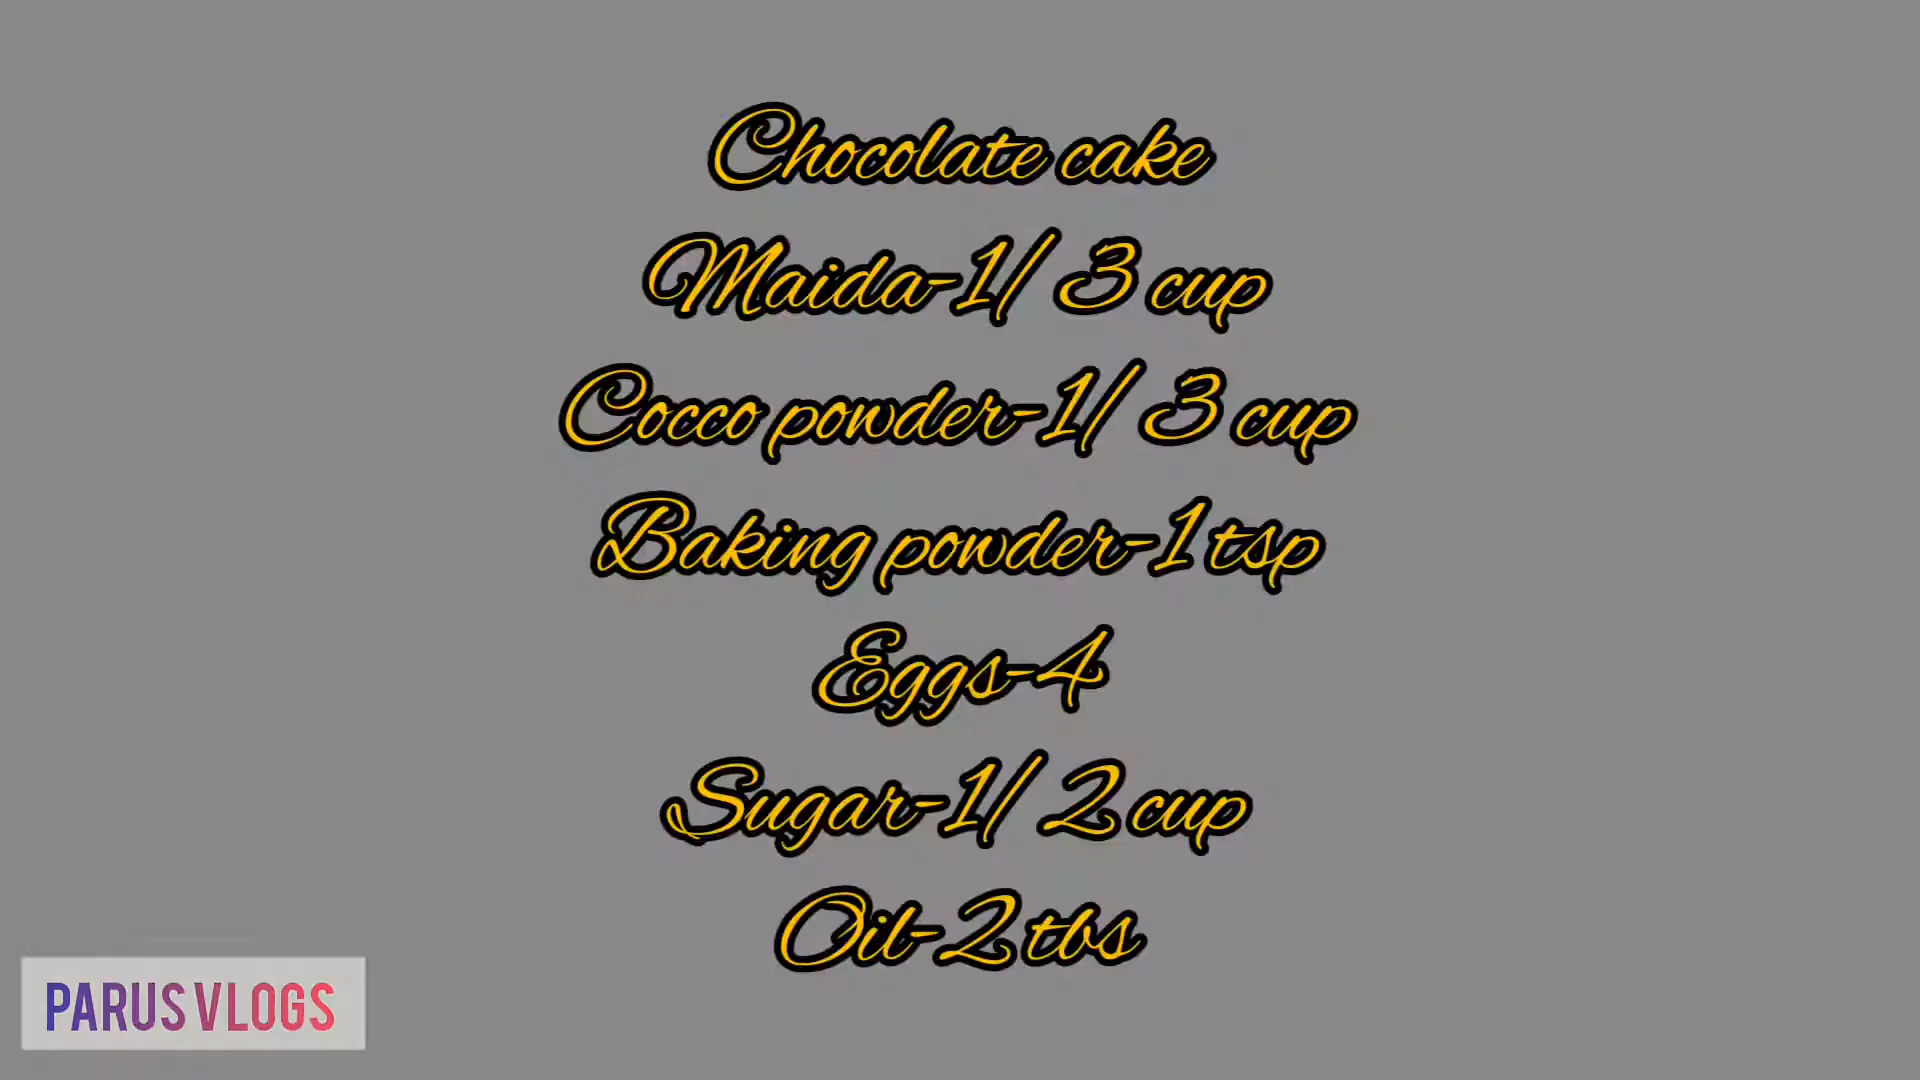 Chocolate cake
Maida-1/3 cup
Cocco powder-1/3 cup
Baking powder-1 tsp
Eggs-4
Sugar-1/2 cup
Oil-2 tbs
PARUS VLOGS